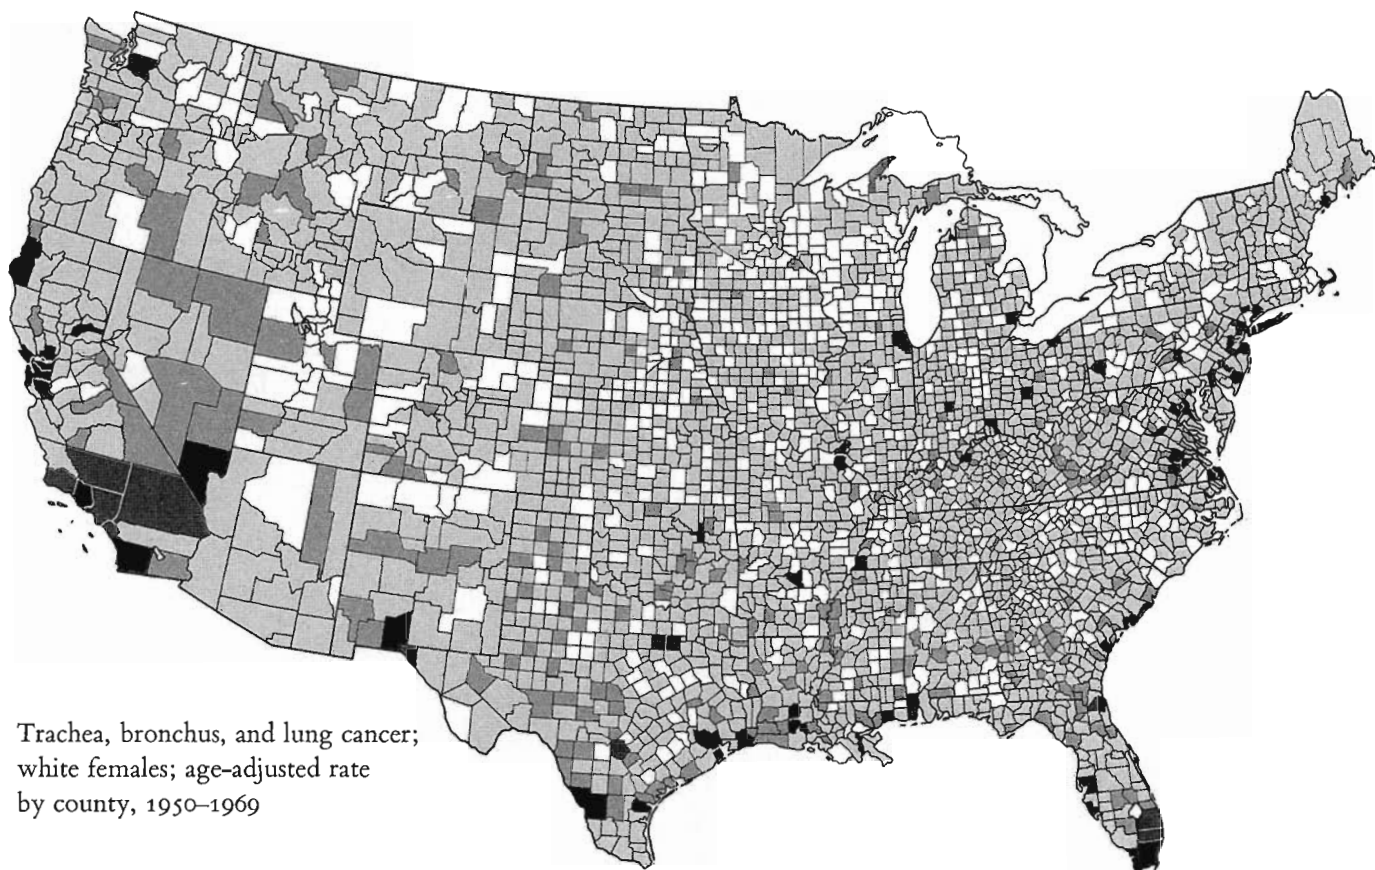 Trachea, bronchus, and lung cancer;
white females; age-adjusted rate
by county, 1950–1969